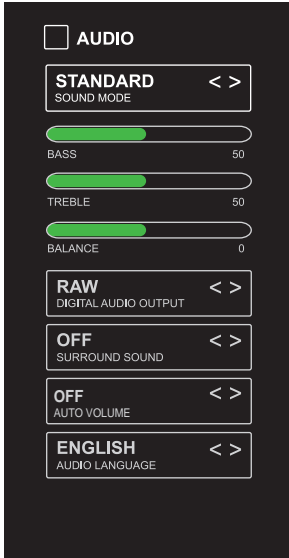 AUDIO
STANDARD < >
SOUND MODE
BASS 50
TREBLE 50
BALANCE 0
RAW < >
DIGITAL AUDIO OUTPUT
OFF < >
SURROUND SOUND
OFF < >
AUTO VOLUME
ENGLISH < >
AUDIO LANGUAGE